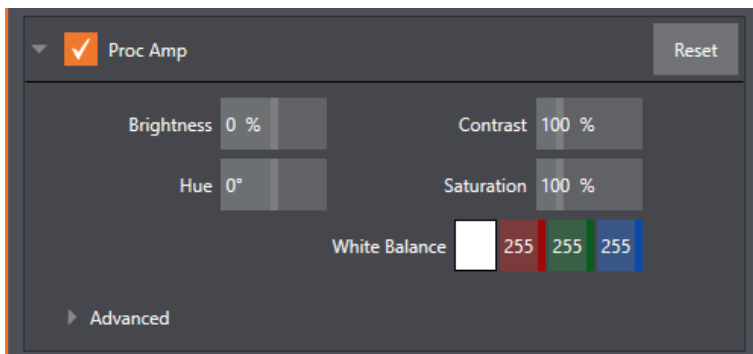 Proc Amp Reset
Brightness 0 % Contrast 100 %
Hue 0° Saturation 100 %
White Balance 255 255 255
Advanced